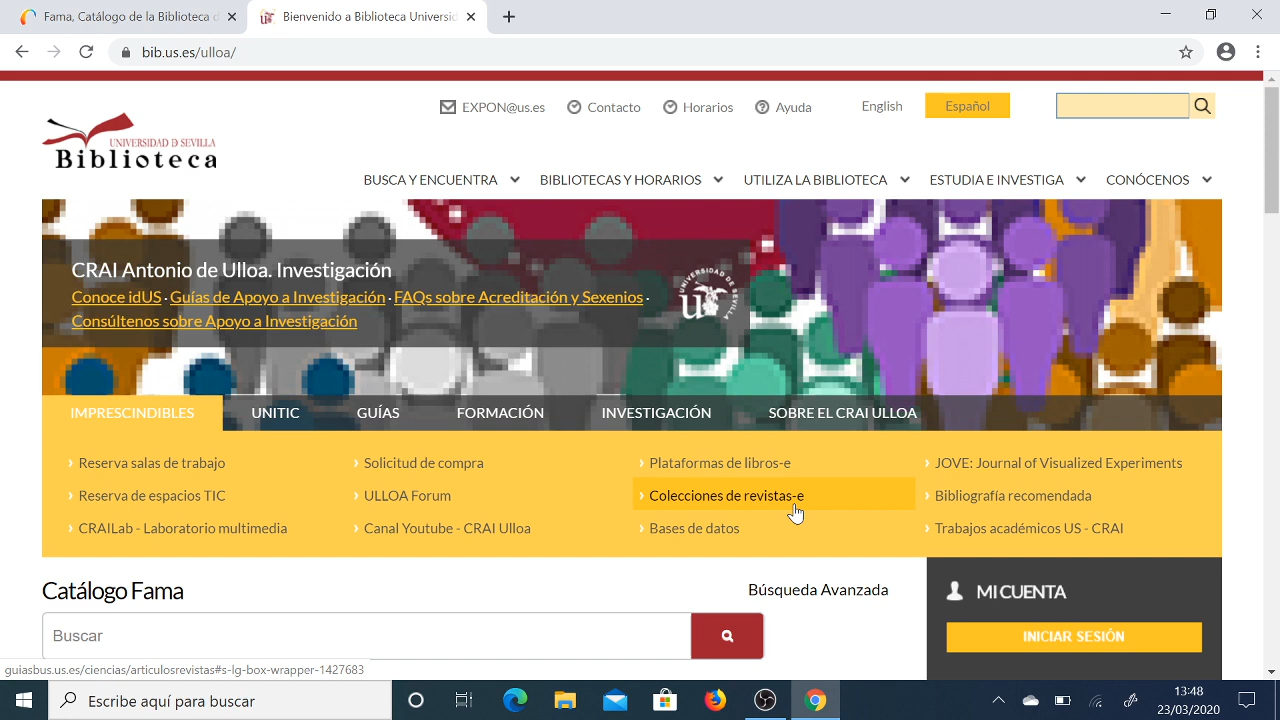 Fama, Catálogo de la Biblioteca d
Bienvenido a Biblioteca Universid
bib.us.es/ulloa/
EXPON@us.es
Contacto
Horarios
Ayuda
English
Español
UNIVERSIDAD D SEVILLA
Biblioteca
BUSCA Y ENCUENTRA
BIBLIOTECAS Y HORARIOS
UTILIZA LA BIBLIOTECA
ESTUDIA E INVESTIGA
CONÓCENOS
CRAI Antonio de Ulloa. Investigación
Conoce idUS · Guías de Apoyo a Investigación · FAQs sobre Acreditación y Sexenios ·
Consúltenos sobre Apoyo a Investigación
UNIVERSIDAD DE SEVILLA
us
IMPRESCINDIBLES
UNITIC
GUÍAS
FORMACIÓN
INVESTIGACIÓN
SOBRE EL CRAI ULLOA
Reserva salas de trabajo
Solicitud de compra
Plataformas de libros-e
JOVE: Journal of Visualized Experiments
Reserva de espacios TIC
ULLOA Forum
Colecciones de revistas-e
Bibliografía recomendada
CRAILab - Laboratorio multimedia
Canal Youtube - CRAI Ulloa
Bases de datos
Trabajos académicos US - CRAI
Catálogo Fama
Búsqueda Avanzada
MI CUENTA
Buscar
INICIAR SESIÓN
guiasbus.us.es/ciencias/articulosrevistas#s-lg-box-wrapper-1427683
Escribe aquí para buscar
13:48
23/03/2020